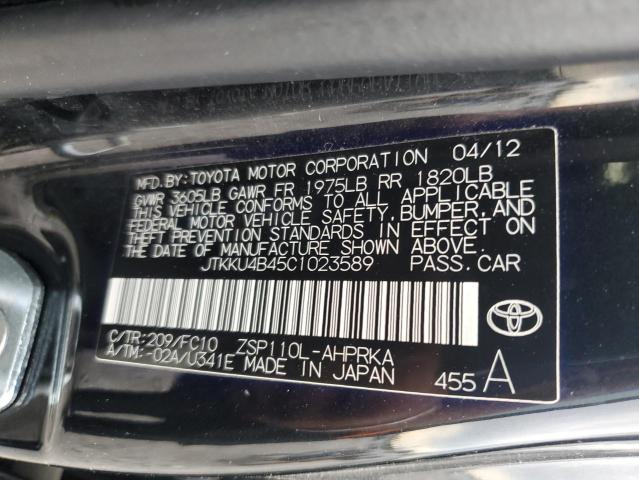 MFD.BY:TOYOTA MOTOR CORPORATION 04/12
GVWR 3605LB GAWR FR 1975LB RR 1820LB
THIS VEHICLE CONFORMS TO ALL APPLICABLE
FEDERAL MOTOR VEHICLE SAFETY, BUMPER, AND
THEFT PREVENTION STANDARDS IN EFFECT ON
THE DATE OF MANUFACTURE SHOWN ABOVE.
JTKKU4B45C1023589 PASS.CAR
C/TR:209/FC10 ZSP110L-AHPRKA
A/TM:-02A/U341E MADE IN JAPAN
455 A